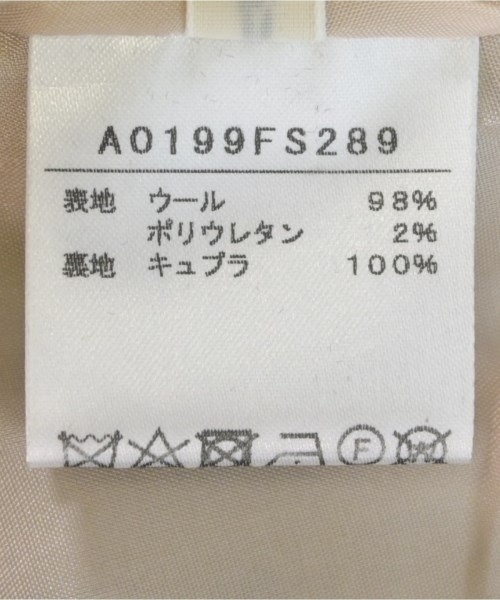 A0199FS289
表地 ウール 98%
ポリウレタン 2%
裏地 キュプラ 100%
F W